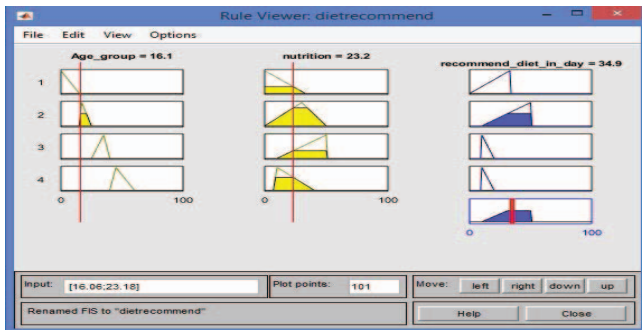 Rule Viewer: dietrecommend
File Edit View Options
Age_group = 16.1
nutrition = 23.2
recommend_diet_in_day = 34.9
1
2
3
4
0 100
0 100
0 100
Input: [16.06;23.18] Plot points: 101 Move: left right down up
Renamed FIS to "dietrecommend" Help Close